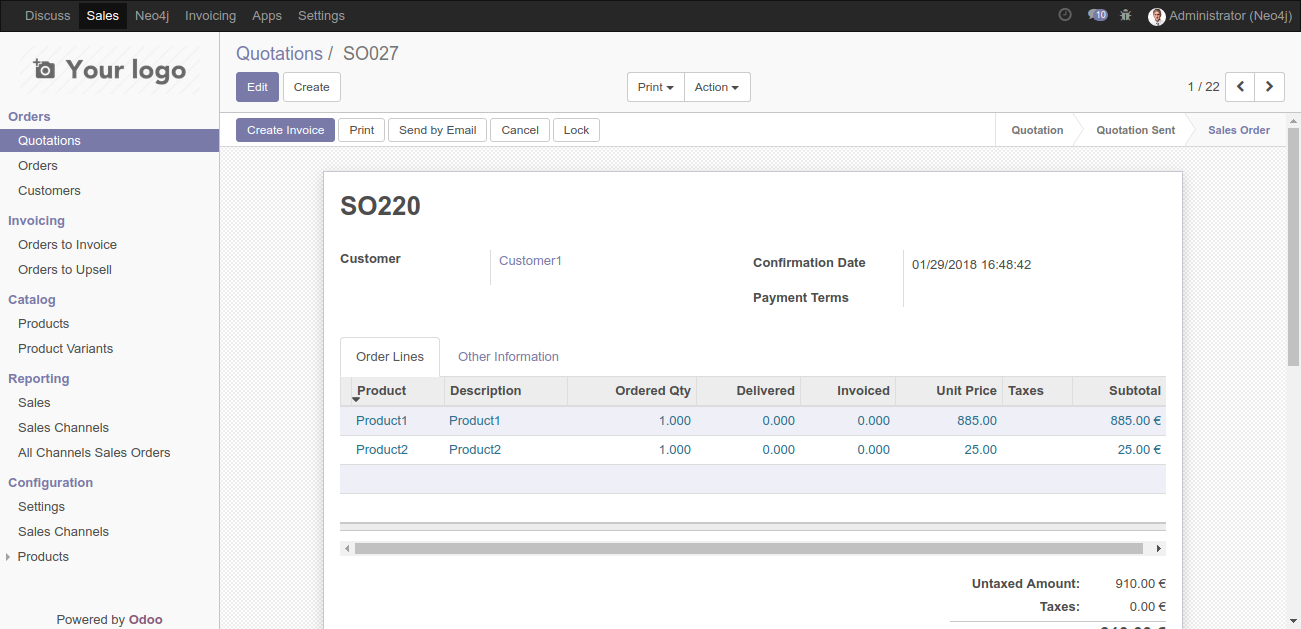 Discuss Sales Neo4j Invoicing Apps Settings 10 Administrator (Neo4j)
Your logo
Quotations / SO027
Edit Create Print Action 1 / 22
Orders
Quotations
Orders
Customers
Invoicing
Orders to Invoice
Orders to Upsell
Catalog
Products
Product Variants
Reporting
Sales
Sales Channels
All Channels Sales Orders
Configuration
Settings
Sales Channels
Products
Powered by Odoo
Create Invoice Print Send by Email Cancel Lock Quotation Quotation Sent Sales Order
SO220
Customer Customer1
Confirmation Date 01/29/2018 16:48:42
Payment Terms
Order Lines Other Information
Product Description Ordered Qty Delivered Invoiced Unit Price Taxes Subtotal
Product1 Product1 1.000 0.000 0.000 885.00 885.00 €
Product2 Product2 1.000 0.000 0.000 25.00 25.00 €
Untaxed Amount: 910.00 €
Taxes: 0.00 €